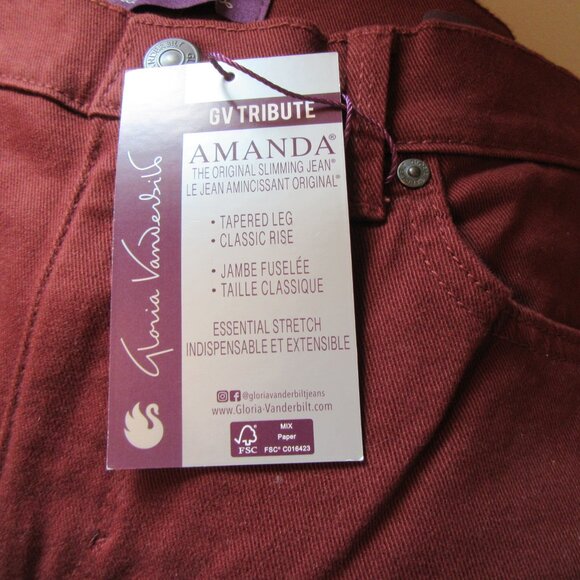 GV TRIBUTE
AMANDA®
THE ORIGINAL SLIMMING JEAN®
LE JEAN AMINCISSANT ORIGINAL®
• TAPERED LEG
• CLASSIC RISE
• JAMBE FUSELÉE
• TAILLE CLASSIQUE
ESSENTIAL STRETCH
INDISPENSABLE ET EXTENSIBLE
@gloriavanderbiltjeans
www.Gloria-Vanderbilt.com
MIX
Paper
FSC
FSC® C016423
Gloria Vanderbilt